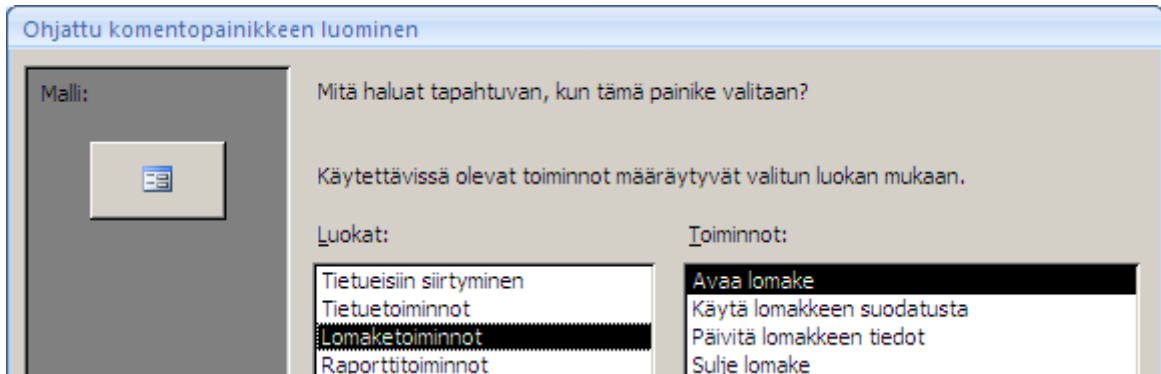 Ohjattu komentopainikkeen luominen
Malli:
Mitä haluat tapahtuvan, kun tämä painike valitaan?
Käytettävissä olevat toiminnot määräytyvät valitun luokan mukaan.
Luokat:
Tietueisiin siirtyminen
Tietuetoiminnot
Lomaketoiminnot
Raporttitoiminnot
Toiminnot:
Avaa lomake
Käytä lomakkeen suodatusta
Päivitä lomakkeen tiedot
Sulje lomake